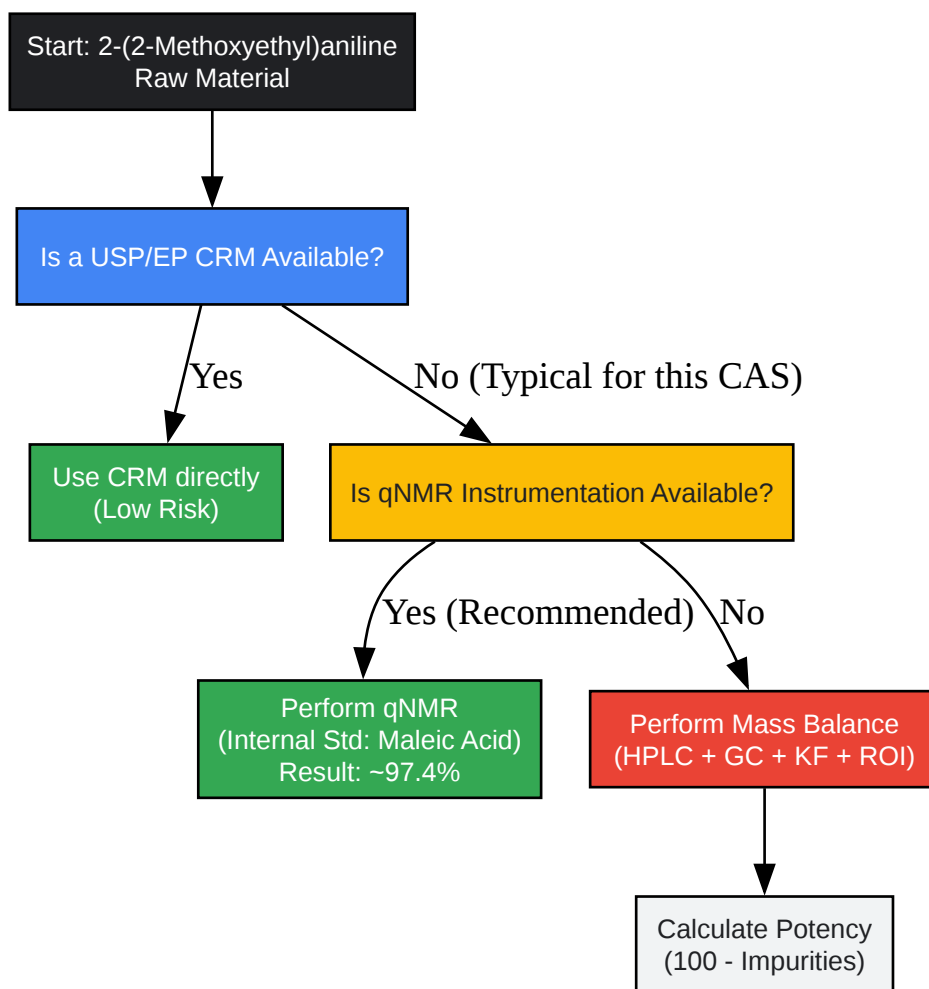 Start: 2-(2-Methoxyethyl)aniline
Raw Material
Is a USP/EP CRM Available?
Yes
No (Typical for this CAS)
Use CRM directly
(Low Risk)
Is qNMR Instrumentation Available?
Yes (Recommended)
No
Perform qNMR
(Internal Std: Maleic Acid)
Result: ~97.4%
Perform Mass Balance
(HPLC + GC + KF + ROI)
Calculate Potency
(100 - Impurities)